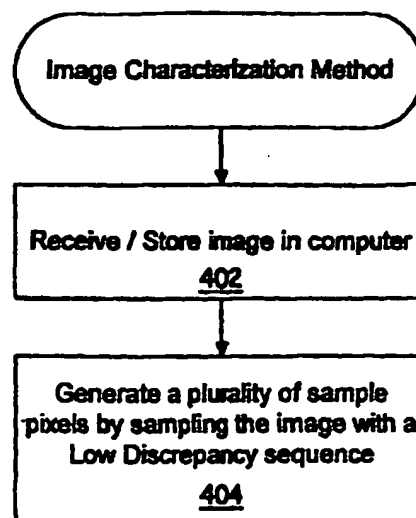 Image Characterization Method
Receive / Store image in computer
402
Generate a plurality of sample
pixels by sampling the image with a
Low Discrepancy sequence
404